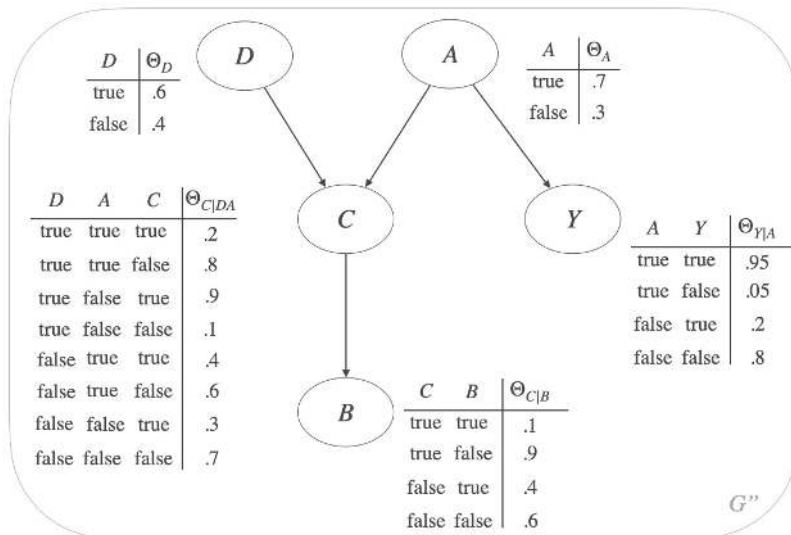 D Θ_D
true .6
false .4
D
A
A Θ_A
true .7
false .3
D A C Θ_{C|DA}
true true true .2
true true false .8
true false true .9
true false false .1
false true true .4
false true false .6
false false true .3
false false false .7
C
Y
A Y Θ_{Y|A}
true true .95
true false .05
false true .2
false false .8
B
C B Θ_{C|B}
true true .1
true false .9
false true .4
false false .6
G”